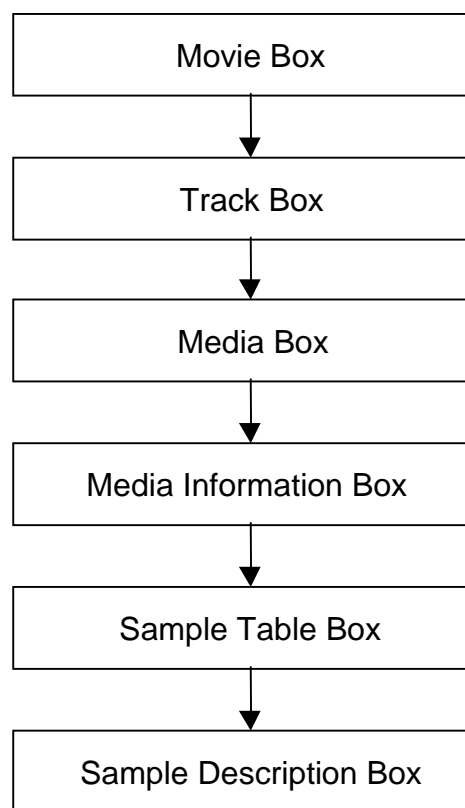 Movie Box
Track Box
Media Box
Media Information Box
Sample Table Box
Sample Description Box